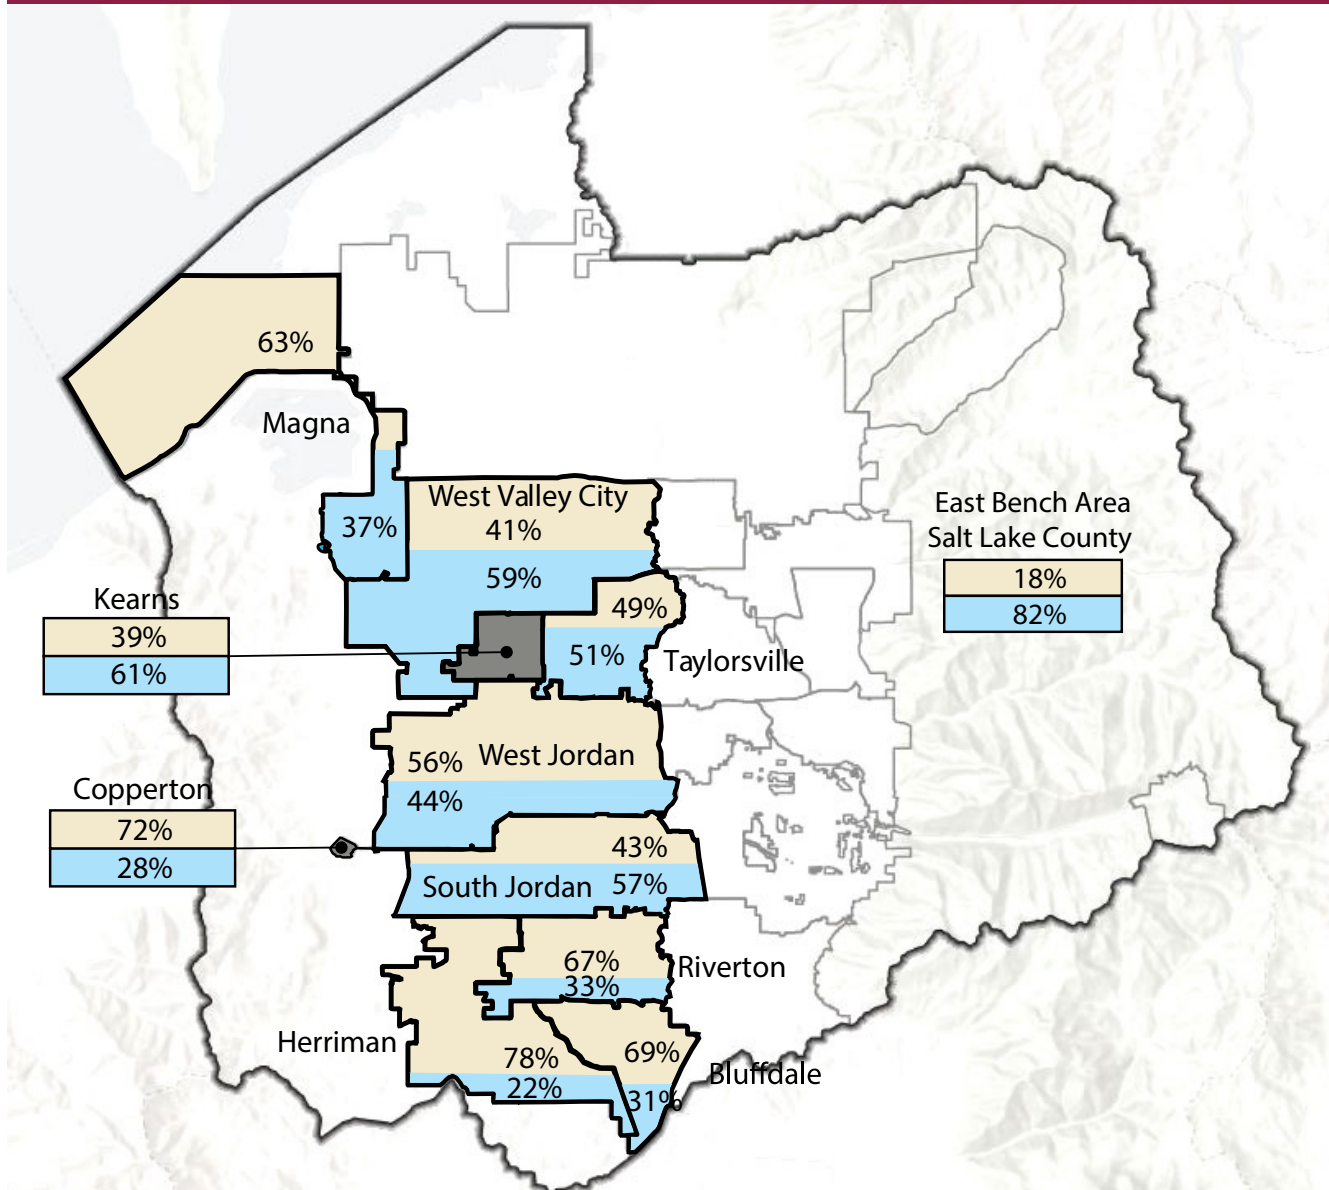 63%
Magna
West Valley City
41%
37%
East Bench Area
Salt Lake County
18%
82%
59%
Kearns
39%
61%
49%
51%
Taylorsville
56%
West Jordan
44%
Copperton
72%
28%
43%
South Jordan
57%
67%
33%
Riverton
Herriman
78%
22%
69%
Bluffdale
31%